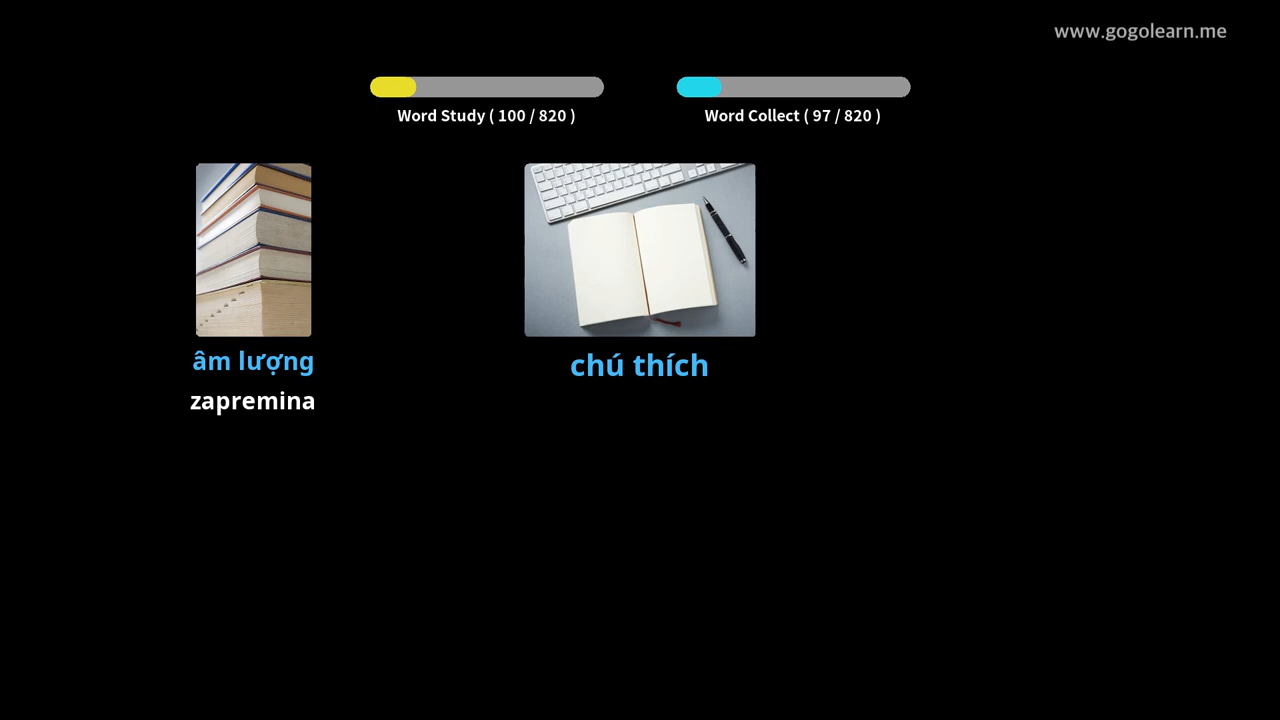 www.gogolearn.me
Word Study ( 100 / 820 )
Word Collect ( 97 / 820 )
âm lượng
zapremina
chú thích